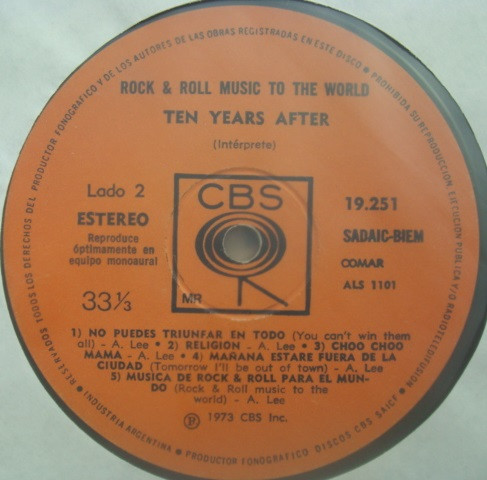 RESERVADOS TODOS LOS DERECHOS DEL PRODUCTOR FONOGRAFICO Y DE LOS AUTORES DE LAS OBRAS REGISTRADAS EN ESTE DISCO • PROHIBIDA SU REPRODUCCION, EJECUCION PUBLICA Y/O RADIOTELEDIFUSION
ROCK & ROLL MUSIC TO THE WORLD
TEN YEARS AFTER
(Intérprete)
Lado 2
ESTEREO
Reproduce
óptimamente en
equipo monoaural
33⅓
CBS
MR
19.251
SADAIC-BIEM
COMAR
ALS 1101
1) NO PUEDES TRIUNFAR EN TODO (You can't win them
all) - A. Lee • 2) RELIGION - A. Lee • 3) CHOO CHOO
MAMA - A. Lee • 4) MAÑANA ESTARE FUERA DE LA
CIUDAD (Tomorrow I'll be out of town) - A. Lee
5) MUSICA DE ROCK & ROLL PARA EL MUN-
DO (Rock & Roll music to the
world) - A. Lee
Ⓟ 1973 CBS Inc.
• INDUSTRIA ARGENTINA • PRODUCTOR FONOGRAFICO DISCOS CBS SAICF •